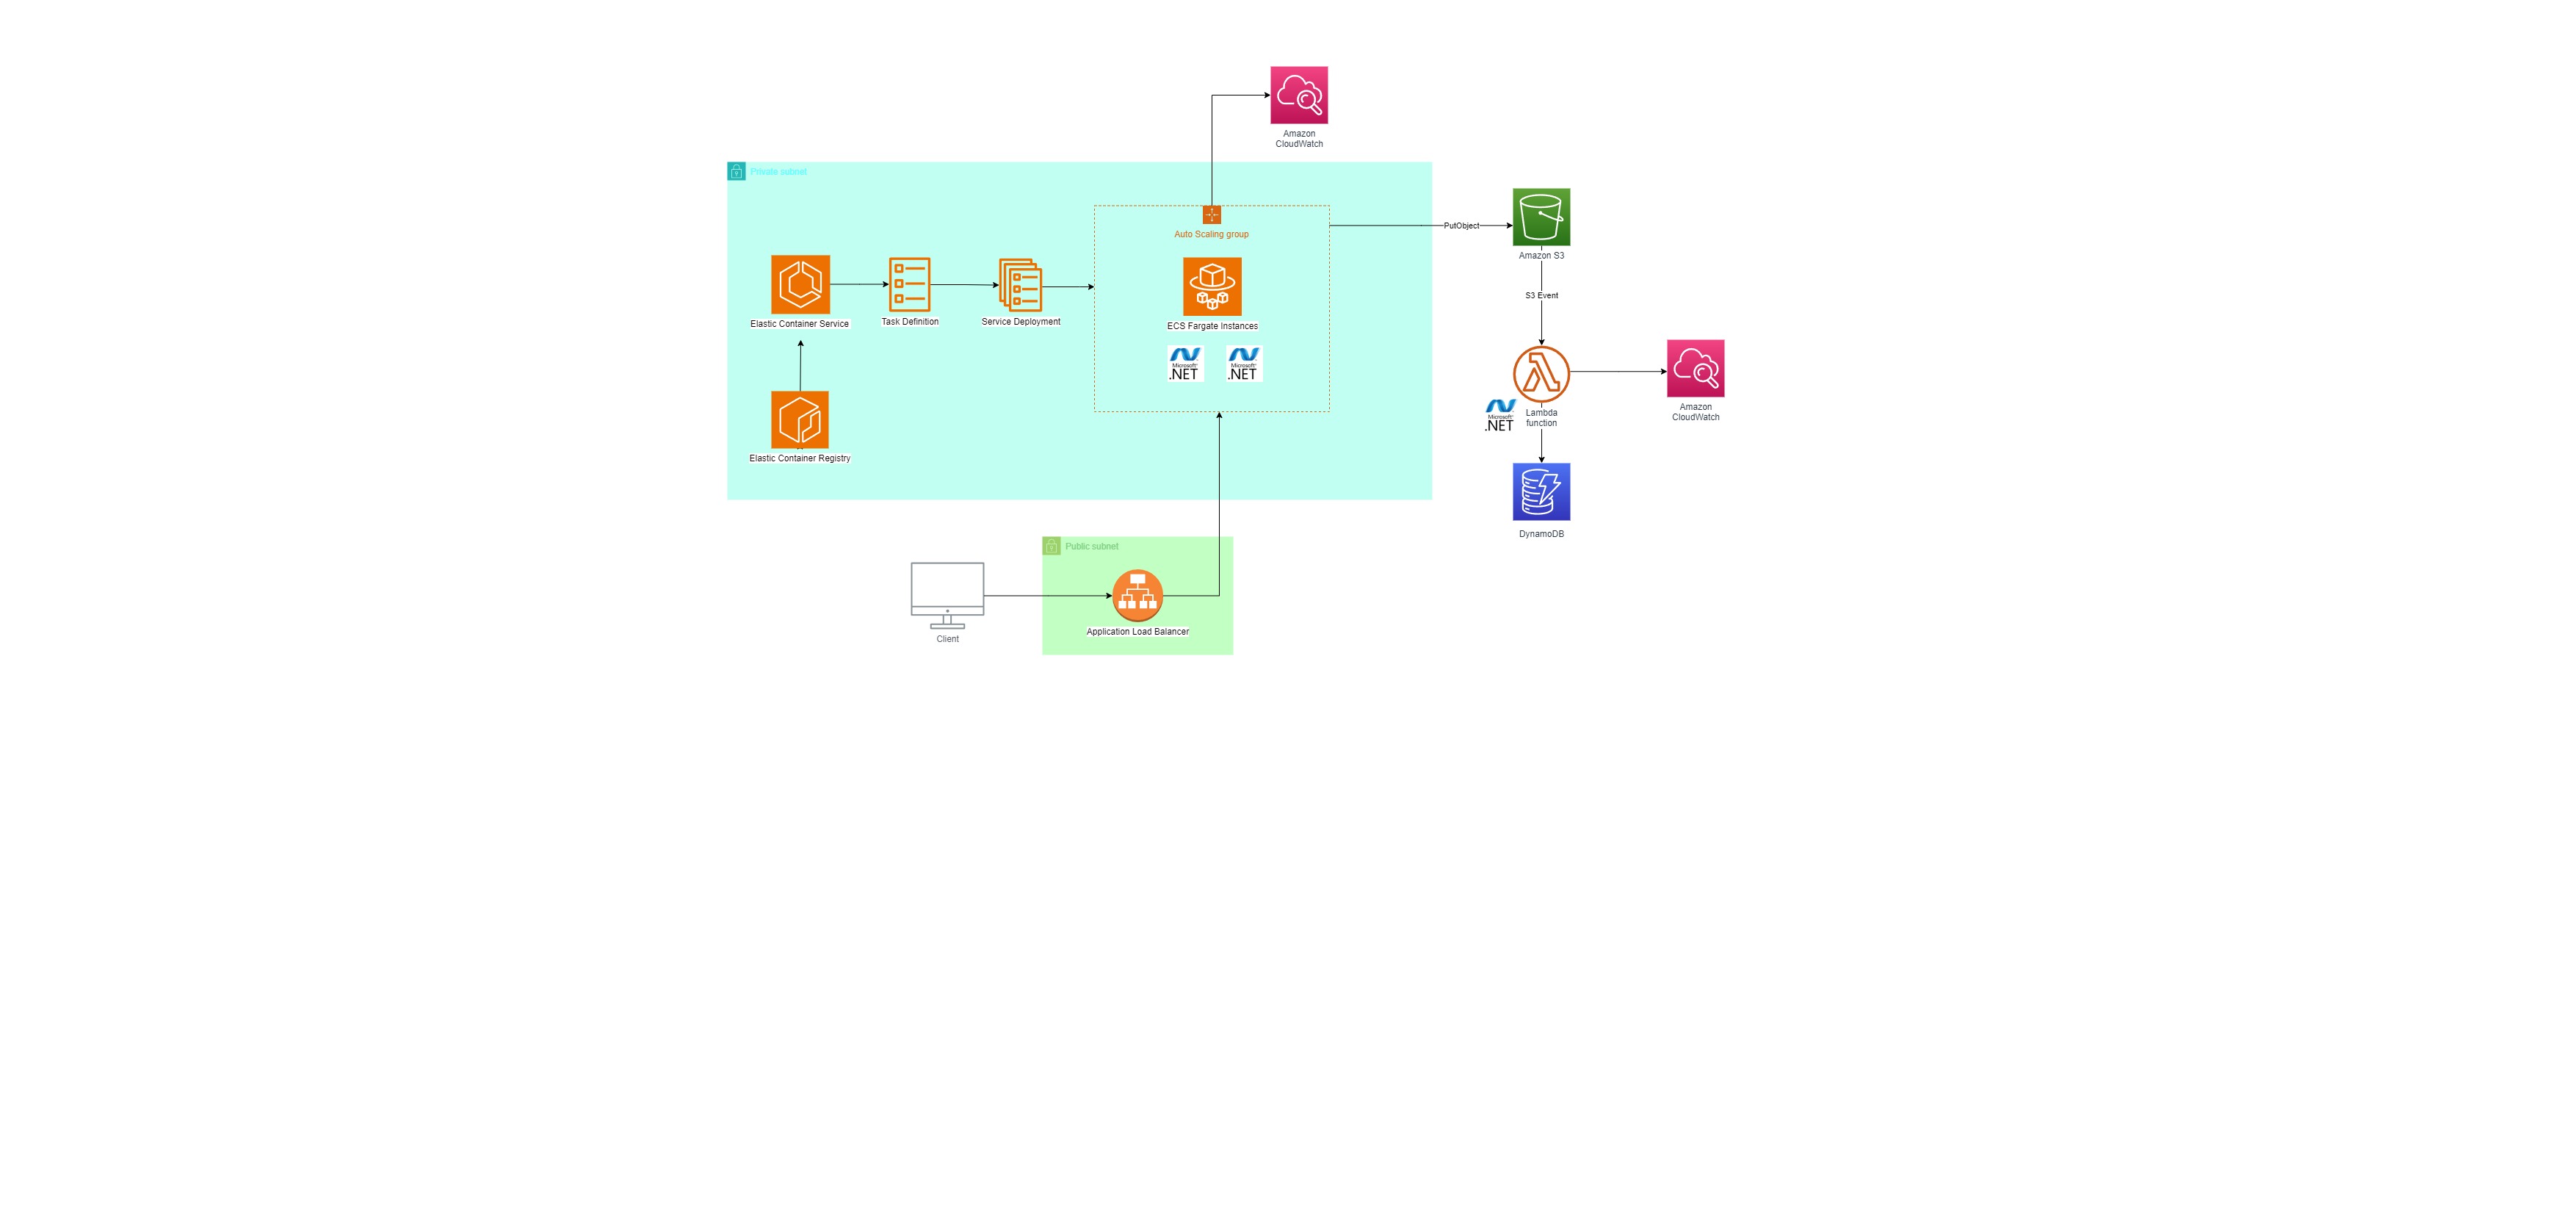 Amazon
CloudWatch
Private subnet
Auto Scaling group
PutObject
Amazon S3
Elastic Container Service
Task Definition
Service Deployment
ECS Fargate Instances
S3 Event
Microsoft®
.NET
Microsoft®
.NET
Lambda
function
Microsoft®
.NET
Amazon
CloudWatch
Elastic Container Registry
DynamoDB
Public subnet
Application Load Balancer
Client